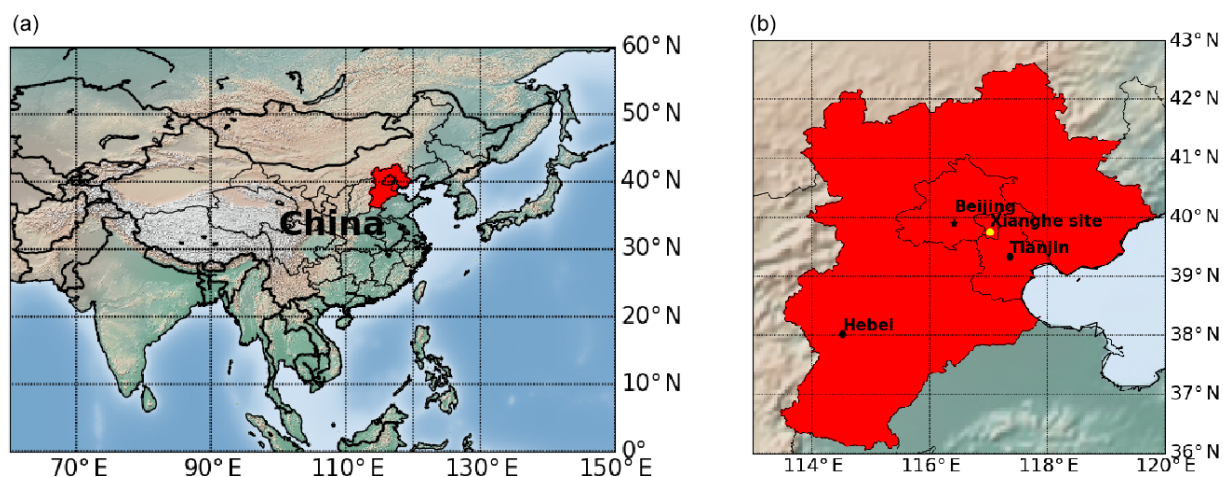 (a)
60°N
50°N
40°N
30°N
20°N
10°N
0°
China
70°E
90°E
110°E
130°E
150°E
(b)
43°N
42°N
41°N
40°N
39°N
38°N
37°N
36°N
Beijing
Xianghe site
Tianjin
Hebei
114°E
116°E
118°E
120°E